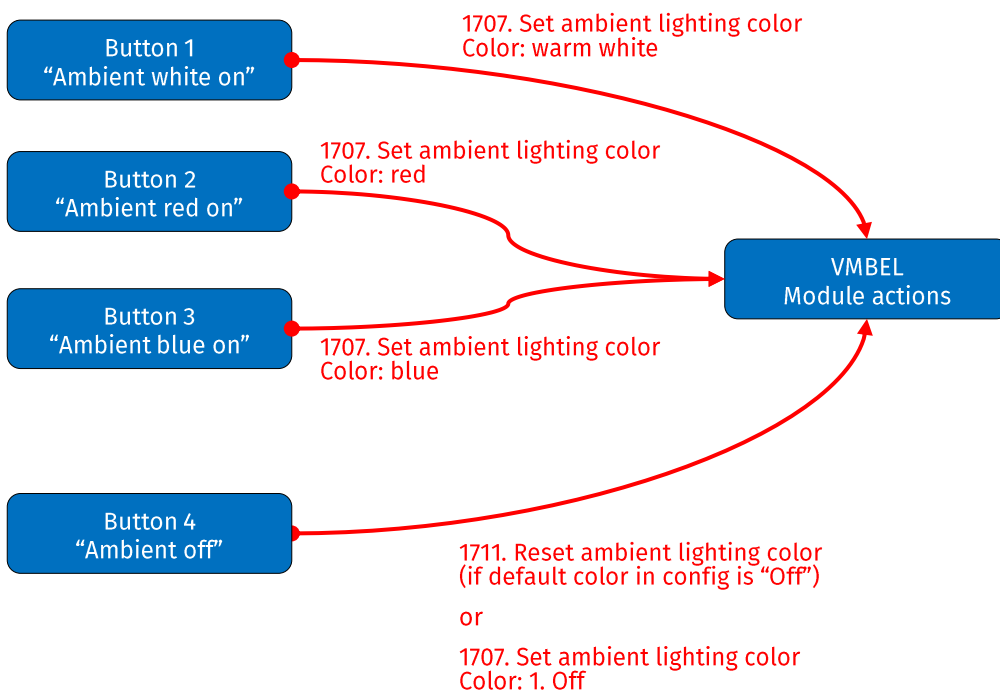 1707. Set ambient lighting color
Color: warm white
Button 1
“Ambient white on”
1707. Set ambient lighting color
Color: red
Button 2
“Ambient red on”
VMBEL
Module actions
Button 3
“Ambient blue on”
1707. Set ambient lighting color
Color: blue
Button 4
“Ambient off”
1711. Reset ambient lighting color
(if default color in config is “Off”)
or
1707. Set ambient lighting color
Color: 1. Off